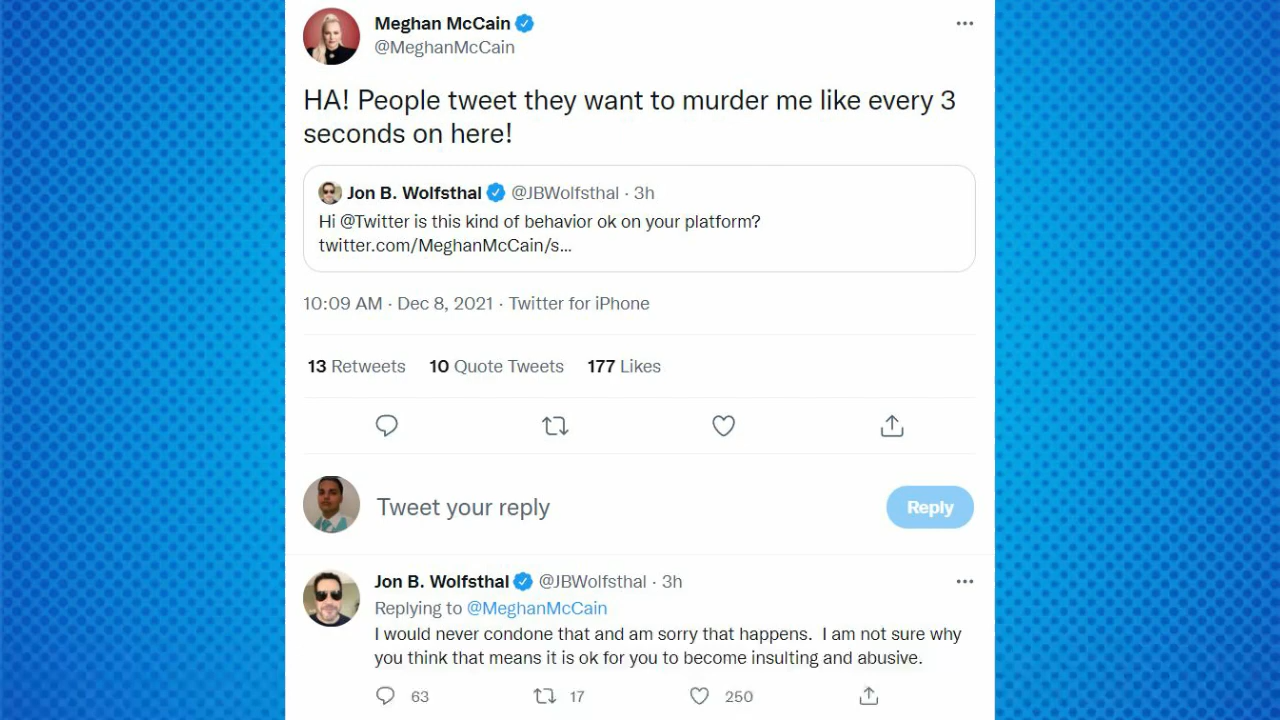 Meghan McCain
@MeghanMcCain
HA! People tweet they want to murder me like every 3
seconds on here!
Jon B. Wolfsthal @JBWolfsthal · 3h
Hi @Twitter is this kind of behavior ok on your platform?
twitter.com/MeghanMcCain/s...
10:09 AM · Dec 8, 2021 · Twitter for iPhone
13 Retweets 10 Quote Tweets 177 Likes
Tweet your reply
Reply
Jon B. Wolfsthal @JBWolfsthal · 3h
Replying to @MeghanMcCain
I would never condone that and am sorry that happens. I am not sure why
you think that means it is ok for you to become insulting and abusive.
63 17 250